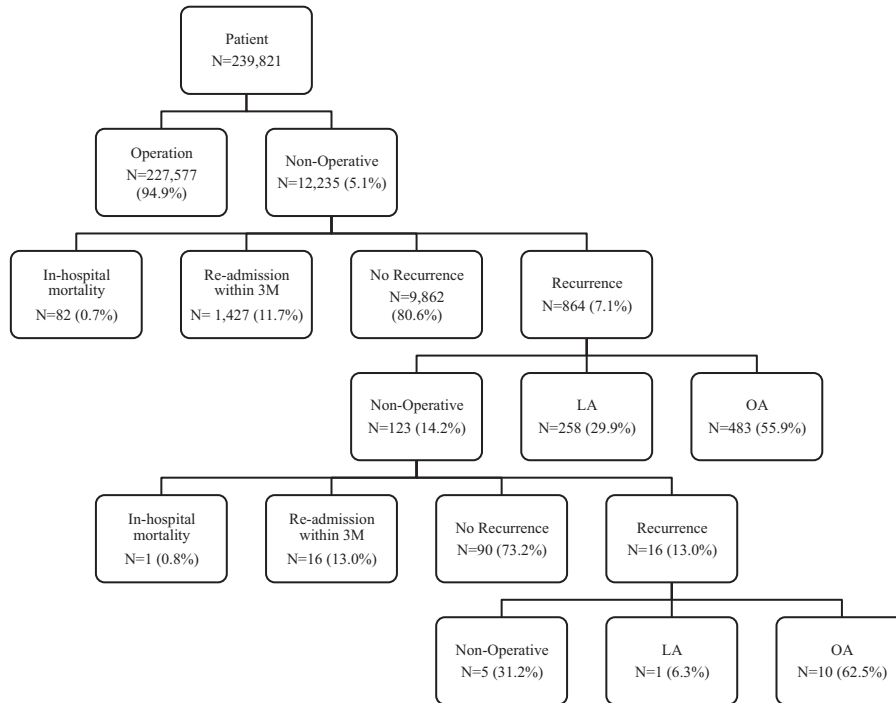 Patient
N=239,821
Operation
N=227,577
(94.9%)
Non-Operative
N=12,235 (5.1%)
In-hospital
mortality
N=82 (0.7%)
Re-admission
within 3M
N= 1,427 (11.7%)
No Recurrence
N=9,862
(80.6%)
Recurrence
N=864 (7.1%)
Non-Operative
N=123 (14.2%)
LA
N=258 (29.9%)
OA
N=483 (55.9%)
In-hospital
mortality
N=1 (0.8%)
Re-admission
within 3M
N=16 (13.0%)
No Recurrence
N=90 (73.2%)
Recurrence
N=16 (13.0%)
Non-Operative
N=5 (31.2%)
LA
N=1 (6.3%)
OA
N=10 (62.5%)